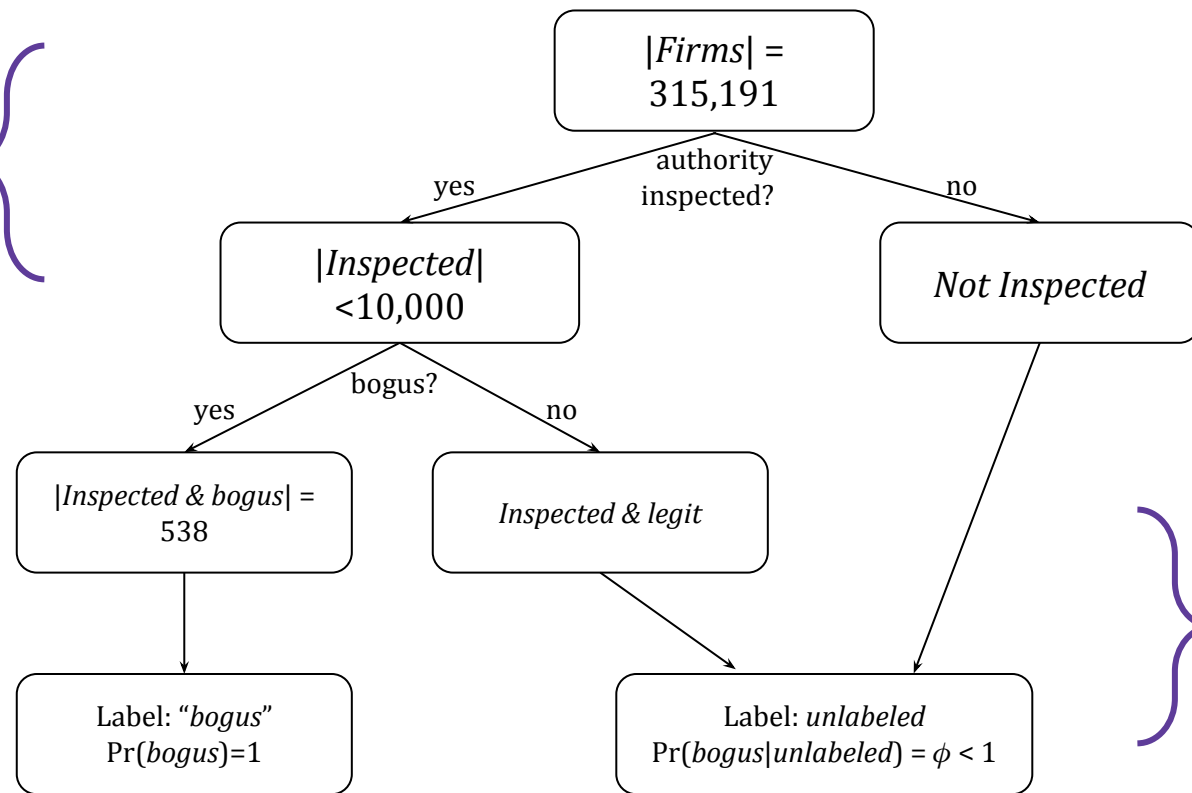 |Firms| =
315,191
authority
inspected?
yes
no
|Inspected|
<10,000
Not Inspected
bogus?
yes
no
|Inspected & bogus| =
538
Inspected & legit
Label: “bogus”
Pr(bogus)=1
Label: unlabeled
Pr(bogus|unlabeled) = ϕ < 1